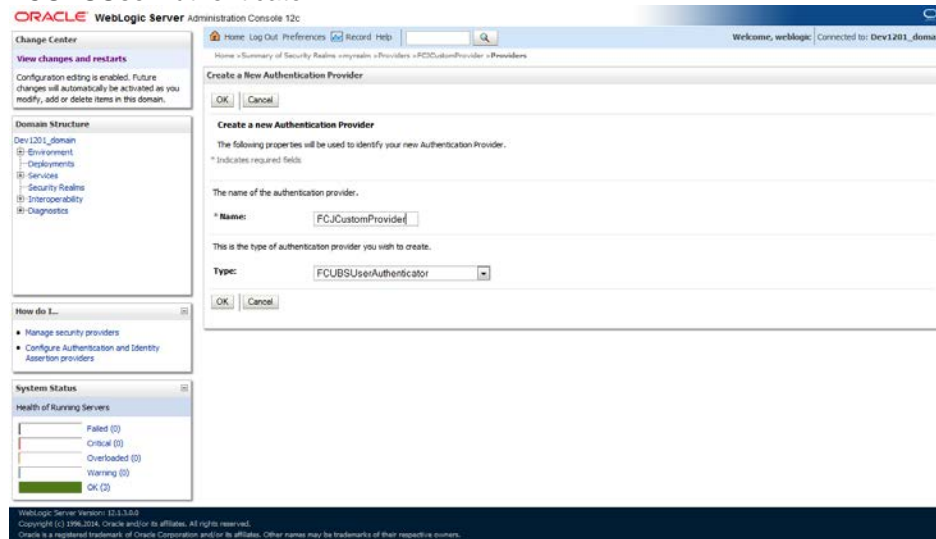 ORACLE WebLogic Server Administration Console 12c
Change Center
View changes and restarts
Configuration editing is enabled. Future
changes will automatically be activated as you
modify, add or delete items in this domain.
Domain Structure
Dev1201_domain
Environment
Deployments
Services
Security Realms
Interoperability
Diagnostics
How do I...
Manage security providers
Configure Authentication and Identity
Assertion providers
System Status
Health of Running Servers
Failed (0)
Critical (0)
Overloaded (0)
Warning (0)
OK (2)
Home Log Out Preferences Record Help
Welcome, weblogic Connected to: Dev1201_doma
Home >Summary of Security Realms >myrealm >Providers >FCJCustomProvider >Providers
Create a New Authentication Provider
OK Cancel
Create a new Authentication Provider
The following properties will be used to identify your new Authentication Provider.
* Indicates required fields
The name of the authentication provider.
* Name: FCJCustomProvider
This is the type of authentication provider you wish to create.
Type: FCUBSUserAuthenticator
OK Cancel
WebLogic Server Version: 12.1.3.0.0
Copyright (c) 1996,2014, Oracle and/or its affiliates. All rights reserved.
Oracle is a registered trademark of Oracle Corporation and/or its affiliates. Other names may be trademarks of their respective owners.